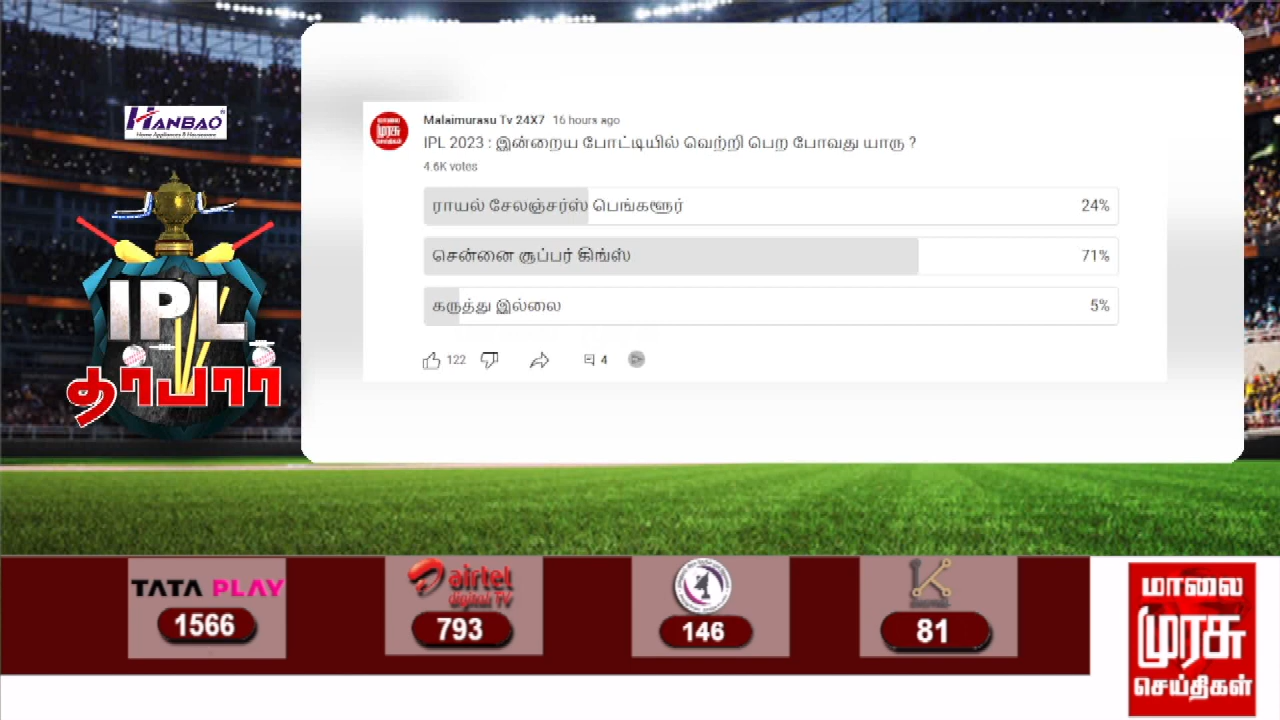 HANBAO
Home Appliances & Houseware
IPL
தர்பார்
Malaimurasu Tv 24X7 16 hours ago
IPL 2023 : இன்றைய போட்டியில் வெற்றி பெற போவது யாரு ?
4.6K votes
ராயல் சேலஞ்சர்ஸ் பெங்களூர் 24%
சென்னை சூப்பர் கிங்ஸ் 71%
கருத்து இல்லை 5%
122 4
TATA PLAY
1566
airtel
digital TV
793
146
81
மாலை
முரசு
செய்திகள்